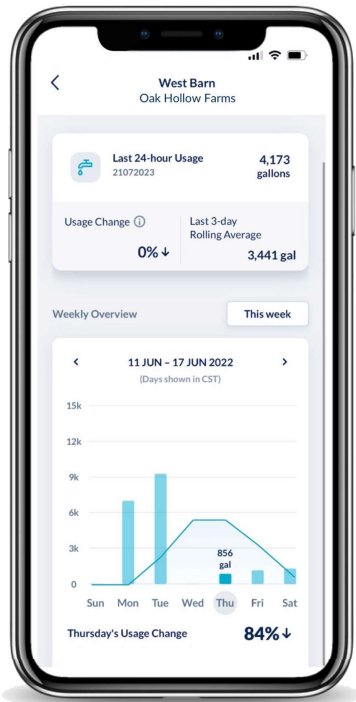 West Barn
Oak Hollow Farms
Last 24-hour Usage
21072023
4,173
gallons
Usage Change
0% ↓
Last 3-day
Rolling Average
3,441 gal
Weekly Overview
This week
11 JUN – 17 JUN 2022
(Days shown in CST)
15k
12k
9k
6k
3k
0
856
gal
Sun Mon Tue Wed Thu Fri Sat
Thursday's Usage Change
84% ↓